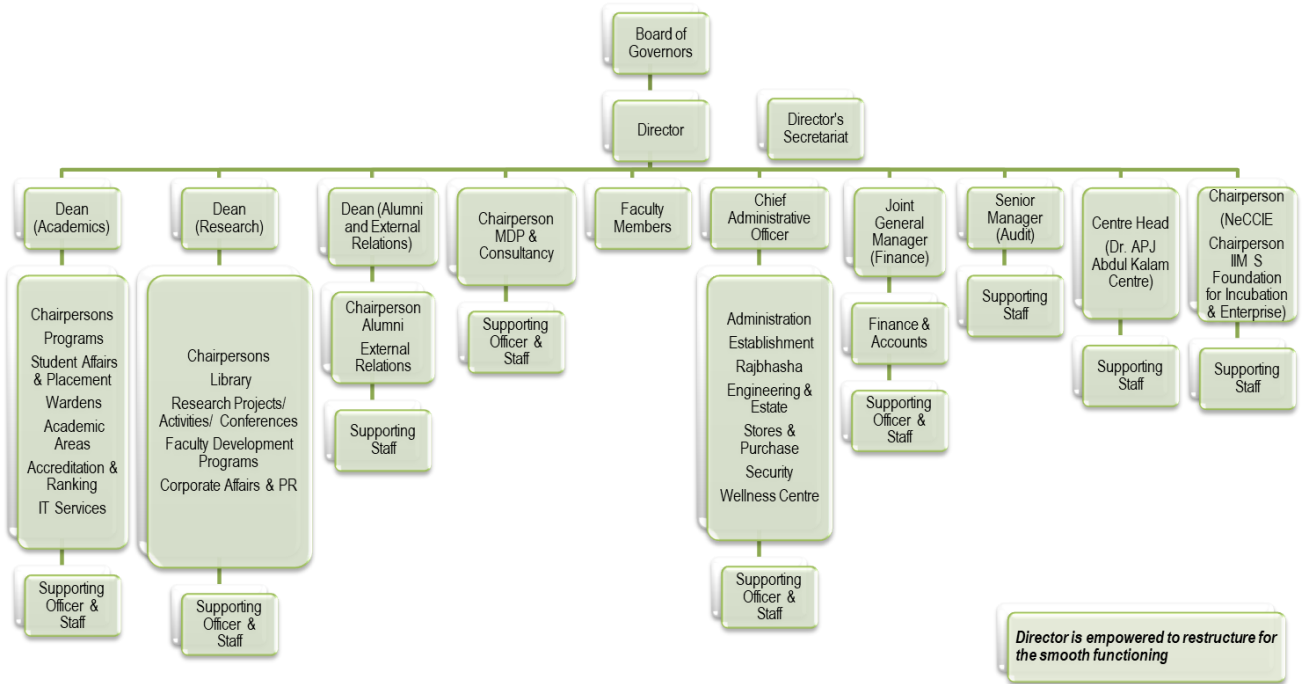 Board of
Governors
Director
Director's
Secretariat
Dean
(Academics)
Dean
(Research)
Dean (Alumni
and External
Relations)
Chairperson
MDP &
Consultancy
Faculty
Members
Chief
Administrative
Officer
Joint
General
Manager
(Finance)
Senior
Manager
(Audit)
Centre Head
(Dr. APJ
Abdul Kalam
Centre)
Chairperson
(NeCCIE
Chairperson
IIM S
Foundation
for Incubation
& Enterprise)
Chairpersons
Programs
Student Affairs
& Placement
Wardens
Academic
Areas
Accreditation &
Ranking
IT Services
Chairpersons
Library
Research Projects/
Activities/ Conferences
Faculty Development
Programs
Corporate Affairs & PR
Chairperson
Alumni
External
Relations
Supporting
Officer &
Staff
Administration
Establishment
Rajbhasha
Engineering &
Estate
Stores &
Purchase
Security
Wellness Centre
Finance &
Accounts
Supporting
Staff
Supporting
Staff
Supporting
Staff
Supporting
Staff
Supporting
Officer &
Staff
Supporting
Officer &
Staff
Supporting
Officer &
Staff
Supporting
Officer &
Staff
Director is empowered to restructure for
the smooth functioning